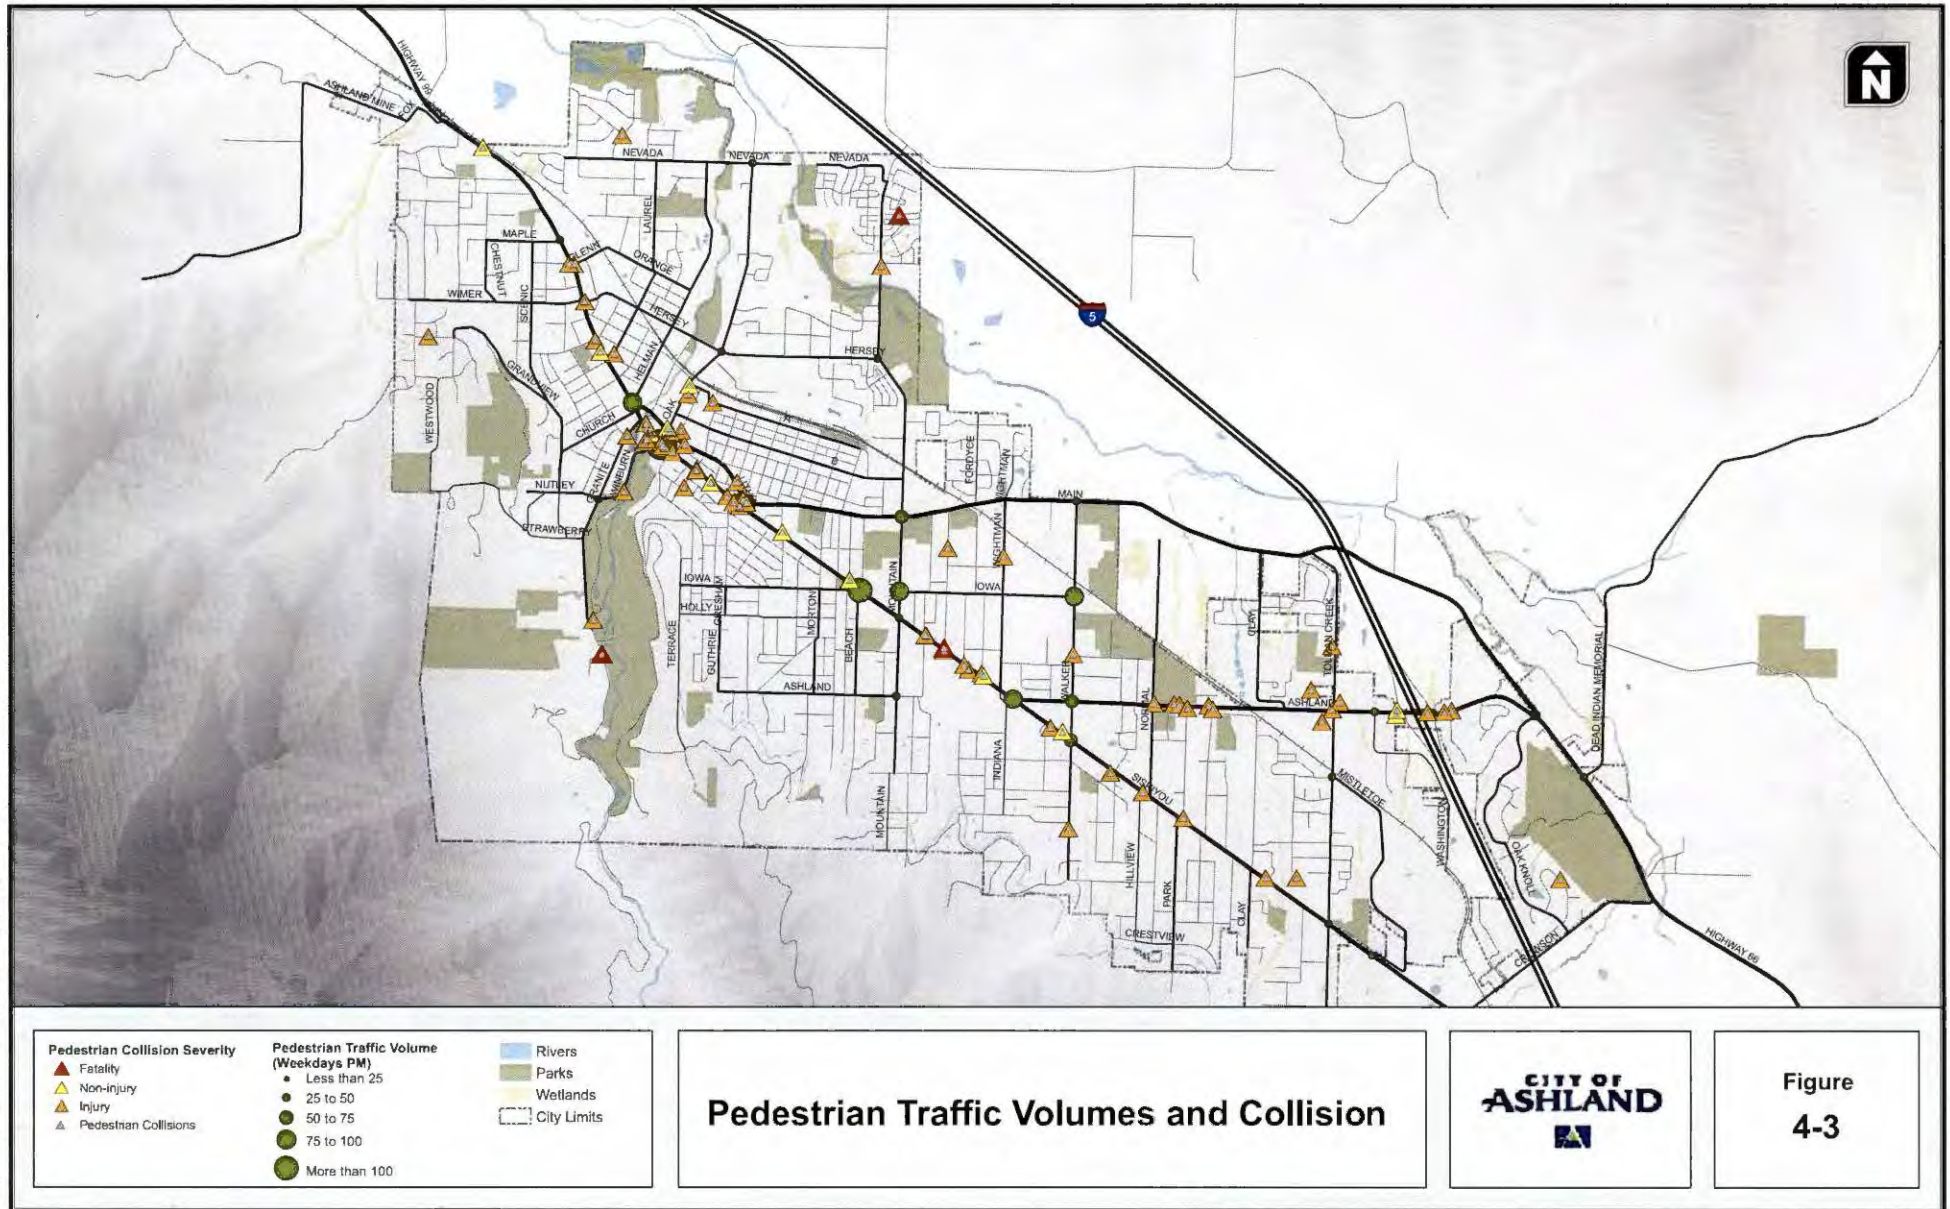 HIGHWAY 99
ASHLAND MINE
FOX
N
NEVADA
NEVADA
NEVADA
LAUREL
MAPLE
GLENN
CHESTNUT
ORANGE
WIMER
SCENIC
HERSEY
5
HELMAN
HERSEY
GRANDVIEW
WESTWOOD
CHURCH
OAK
A
C
FORDYCE
WIGHTMAN
GRANITE
WINBURN
NUTLEY
MAIN
STRAWBERRY
WIGHTMAN
IOWA
GRESHAM
MOUNTAIN
IOWA
HOLLY
MORTON
CLAY
TOLMAN CREEK
TERRACE
GUTHRIE
BEACH
DEAD INDIAN MEMORIAL
ASHLAND
WALKER
NORMAL
ASHLAND
INDIANA
SISKIYOU
MISTLETOE
MOUNTAIN
WASHINGTON
HILLVIEW
OAK KNOLL
PARK
CLAY
CRESTVIEW
CROWSON
HIGHWAY 66
Pedestrian Collision Severity
Fatality
Non-injury
Injury
Pedestrian Collisions
Pedestrian Traffic Volume
(Weekdays PM)
Less than 25
25 to 50
50 to 75
75 to 100
More than 100
Rivers
Parks
Wetlands
City Limits
Pedestrian Traffic Volumes and Collision
CITY OF
ASHLAND
Figure
4-3